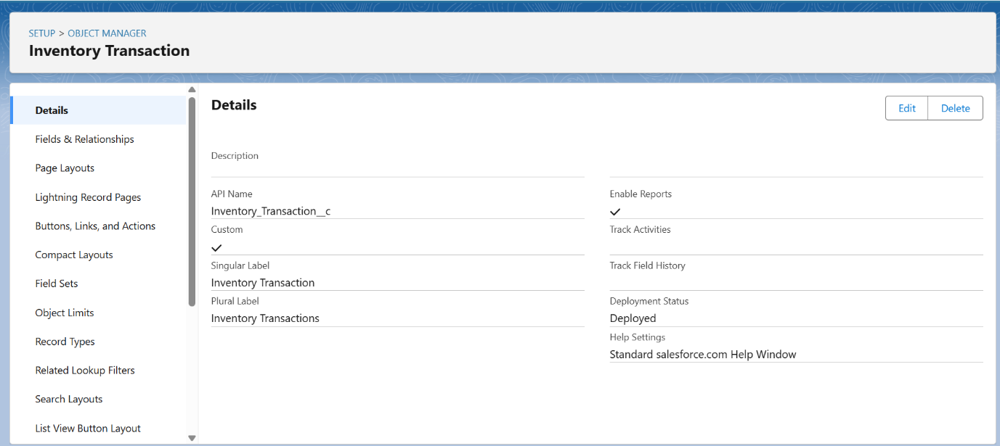 SETUP > OBJECT MANAGER
Inventory Transaction
Details
Fields & Relationships
Page Layouts
Lightning Record Pages
Buttons, Links, and Actions
Compact Layouts
Field Sets
Object Limits
Record Types
Related Lookup Filters
Search Layouts
List View Button Layout
Details
Edit
Delete
Description
API Name
Inventory_Transaction__c
Custom
Singular Label
Inventory Transaction
Plural Label
Inventory Transactions
Enable Reports
Track Activities
Track Field History
Deployment Status
Deployed
Help Settings
Standard salesforce.com Help Window